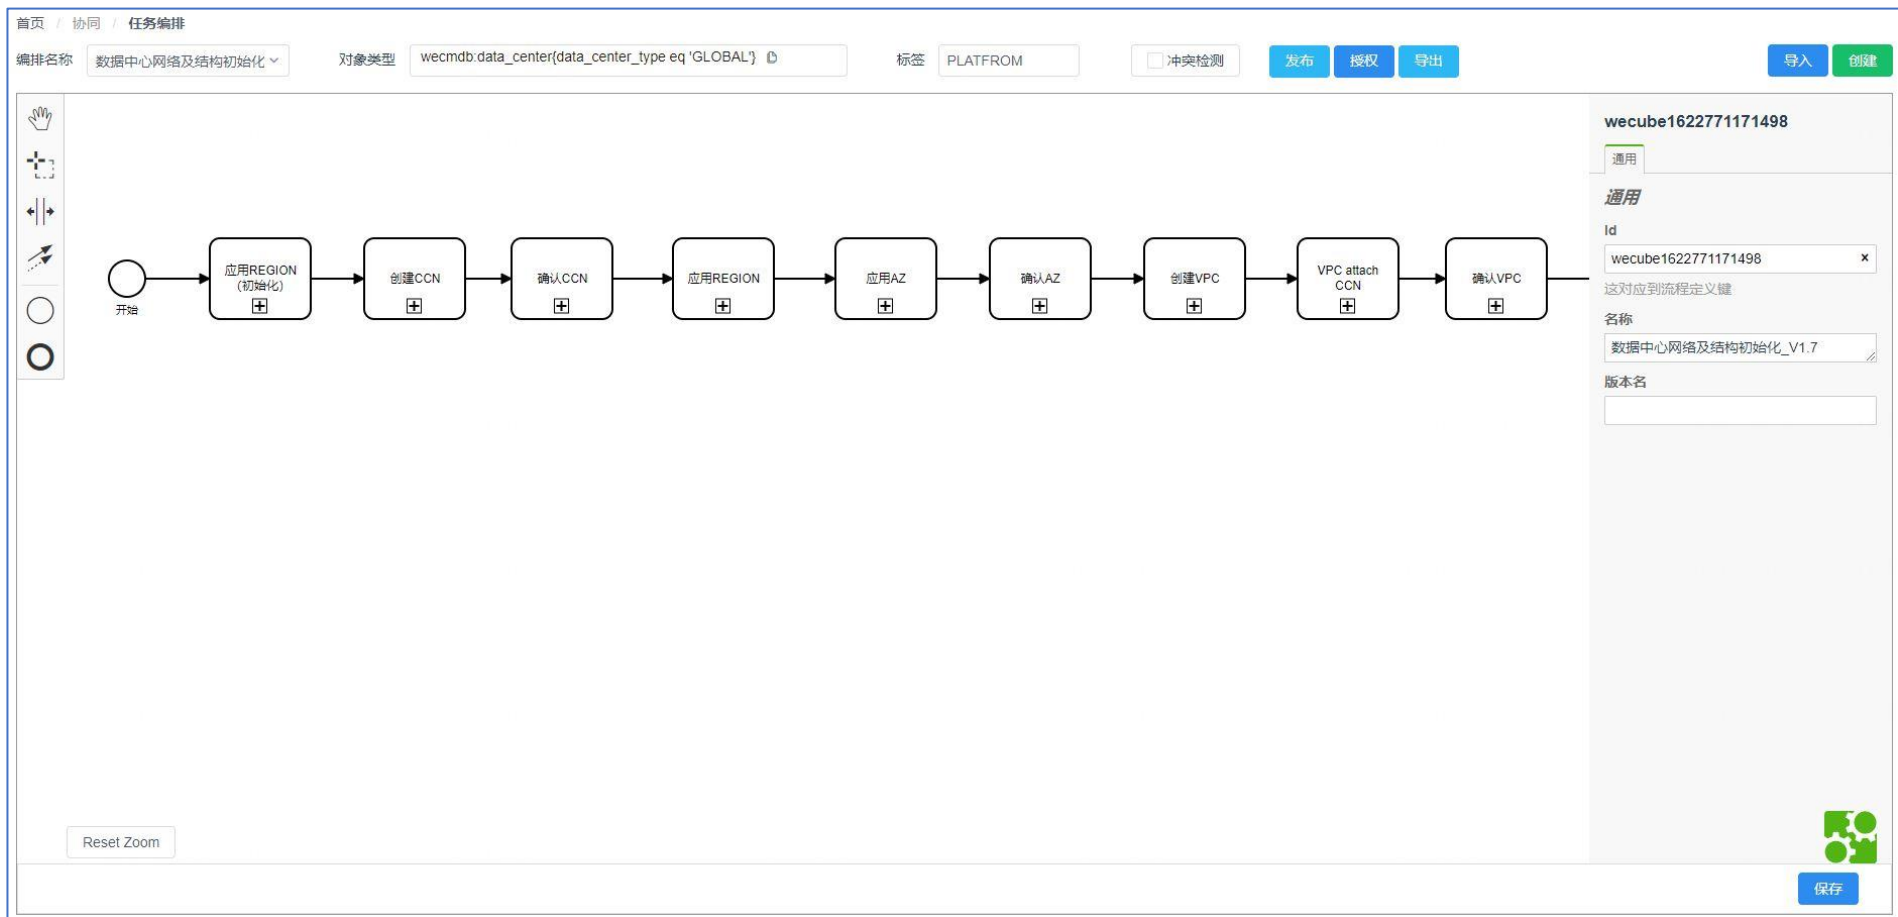 首页 / 协同 / 任务编排
编排名称 数据中心网络及结构初始化 对象类型 wecmdb:data_center{data_center_type eq 'GLOBAL'} 标签 PLATFROM 冲突检测 发布 授权 导出 导入 创建
wecube1622771171498
通用
通用
Id
wecube1622771171498
这对应到流程定义键
名称
数据中心网络及结构初始化_V1.7
版本名
开始
应用REGION
(初始化)
创建CCN
确认CCN
应用REGION
应用AZ
确认AZ
创建VPC
VPC attach
CCN
确认VPC
Reset Zoom
保存